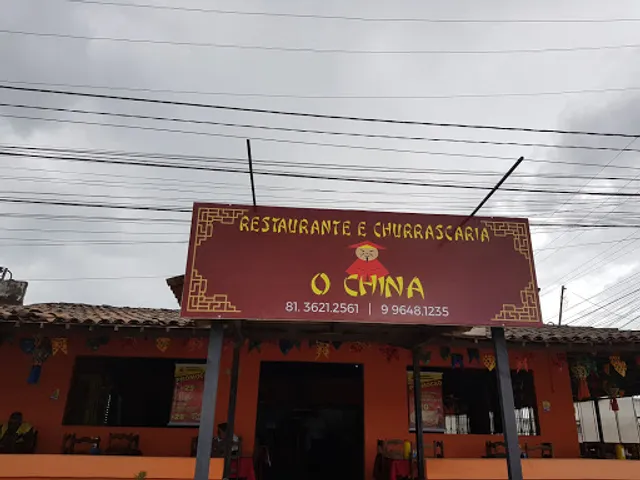 RESTAURANTE E CHURRASCARIA
O CHINA
81. 3621.2561 | 9 9648.1235